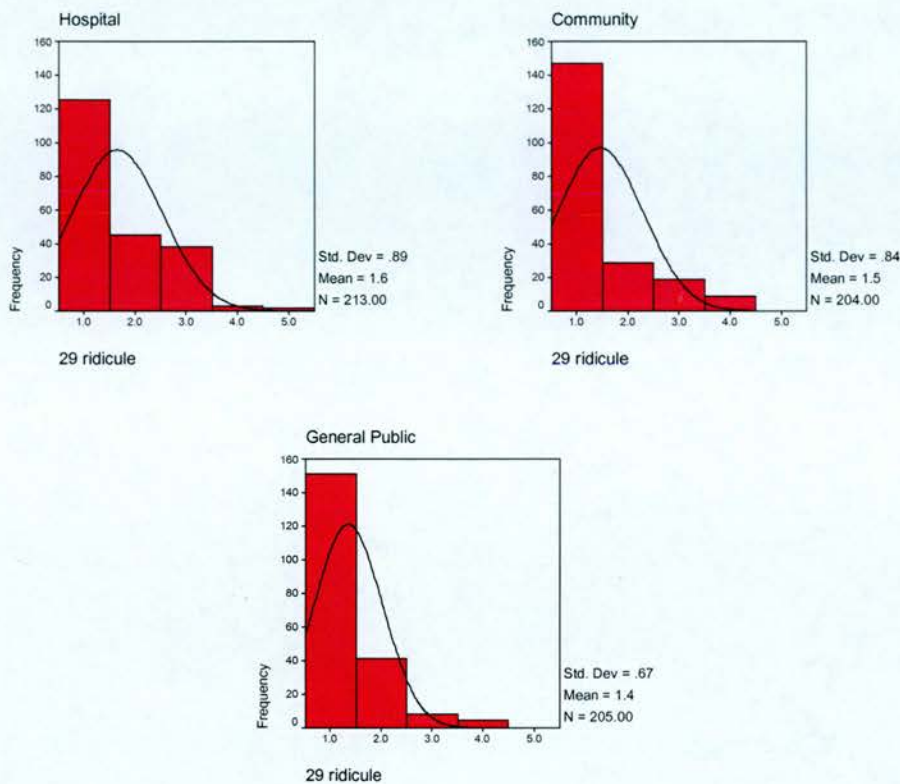 Hospital
160
140
120
100
80
60
40
20
0
Frequency
1.0 2.0 3.0 4.0 5.0
Std. Dev = .89
Mean = 1.6
N = 213.00
29 ridicule
Community
160
140
120
100
80
60
40
20
0
Frequency
1.0 2.0 3.0 4.0 5.0
Std. Dev = .84
Mean = 1.5
N = 204.00
29 ridicule
General Public
160
140
120
100
80
60
40
20
0
Frequency
1.0 2.0 3.0 4.0 5.0
Std. Dev = .67
Mean = 1.4
N = 205.00
29 ridicule